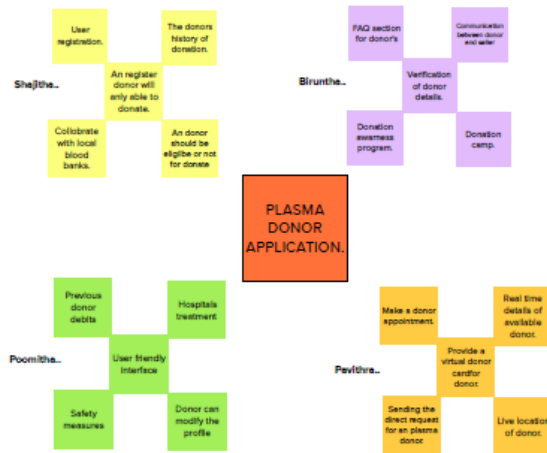 User
registration.
The donors
history of
donation.
Shajitha..
An register
donor will
only able to
donate.
Collobrate
with local
blood
banks.
An donor
should be
eligilbe or not
for donate
FAQ section
for donor's
Communication
between donor
and seller
Biruntha..
Verification
of donor
details.
Donation
awarness
program.
Donation
camp.
PLASMA
DONOR
APPLICATION.
Previous
donor
debits
Hospitals
treatment
Poomitha..
User friendly
interface
Safety
measures
Donor can
modify the
profile
Make a donor
appointment.
Real time
details of
available
donor.
Pavithra..
Provide a
virtual donor
cardfor
donor.
Sending the
direct request
for an plasma
donor
Live location
of donor.